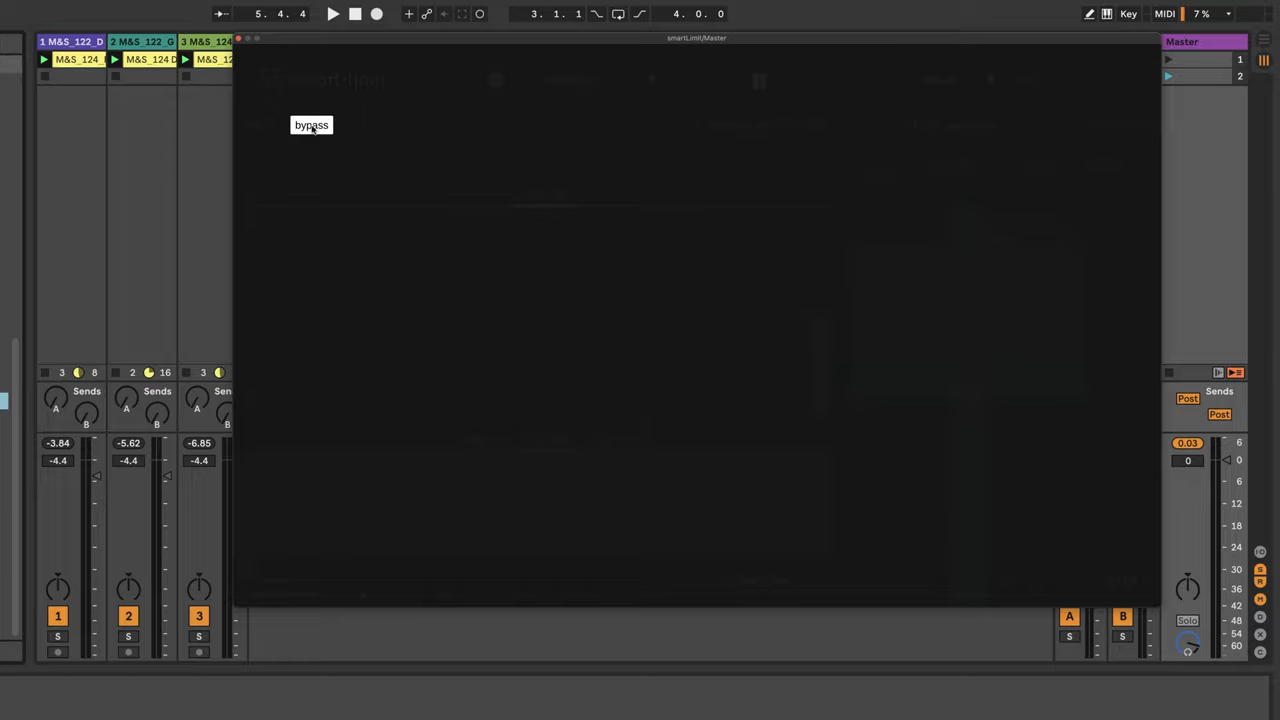 5. 4. 4
3. 1. 1
4. 0. 0
Key
MIDI
7 %
smartLimit/Master
1 M&S_122_D
2 M&S_122_G
3 M&S_124
Master
M&S_124_
M&S_124 D
M&S_12
1
2
bypass
3
8
2
16
3
Sends
Sends
Send
Sends
A
B
A
B
A
B
Post
Post
-3.84
-5.62
-6.85
0.03
-4.4
-4.4
-4.4
0
6
0
6
12
18
24
30
36
42
48
54
60
1
2
3
A
B
Solo
S
S
S
S
S
S
R
M
D
X
C